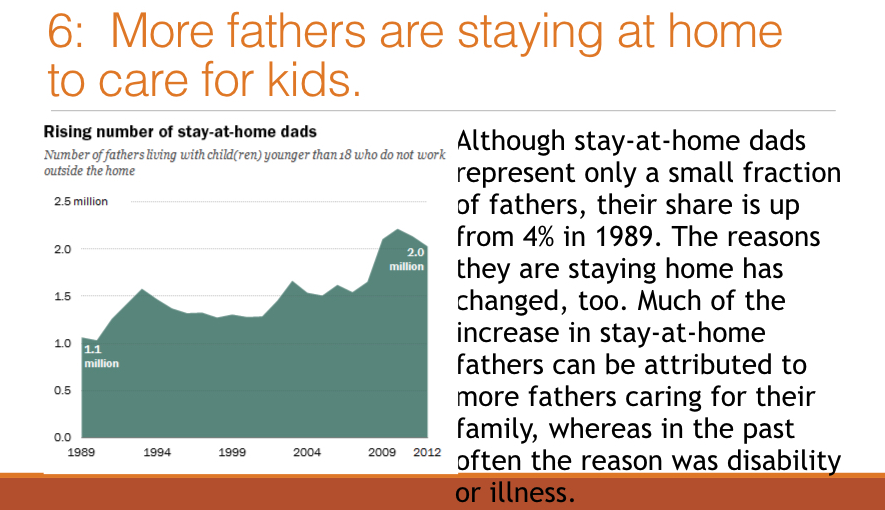 6:  More fathers are staying at home
to care for kids.
Rising number of stay-at-home dads
Number of fathers living with child(ren) younger than 18 who do not work
outside the home
2.5 million
2.0
1.5
1.0
0.5
0.0
2.0
million
1.1
million
1989
1994
1999
2004
2009
2012
Although stay-at-home dads
represent only a small fraction
of fathers, their share is up
from 4% in 1989. The reasons
they are staying home has
changed, too. Much of the
increase in stay-at-home
fathers can be attributed to
more fathers caring for their
family, whereas in the past
often the reason was disability
or illness.